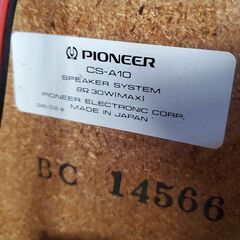 PIONEER
CS-A10
SPEAKER SYSTEM
8Ω 30W(MAX)
PIONEER ELECTRONIC CORP.
MADE IN JAPAN
BC 14566